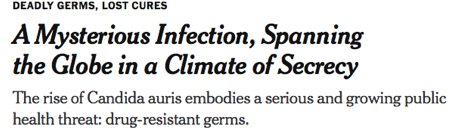 DEADLY GERMS, LOST CURES
A Mysterious Infection, Spanning
the Globe in a Climate of Secrecy
The rise of Candida auris embodies a serious and growing public
health threat: drug-resistant germs.